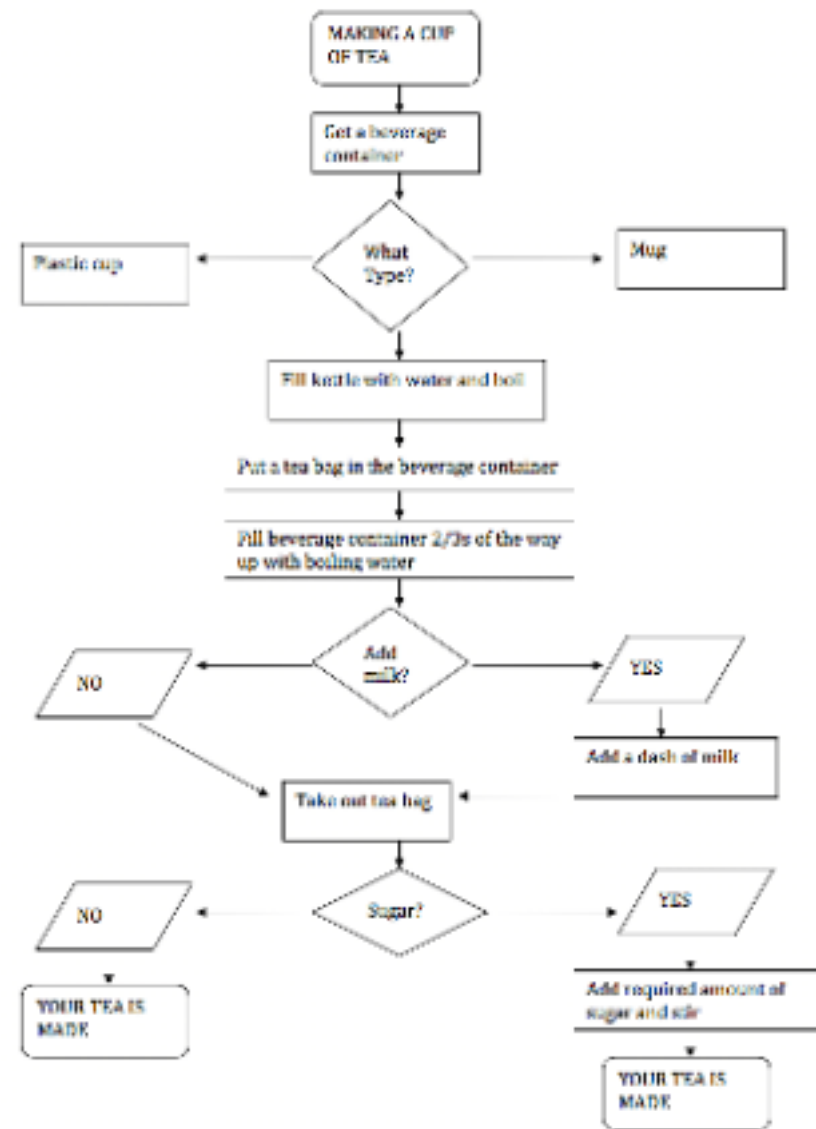 MAKING A CUP
OF TEA
Get a beverage
container
What
Type?
Plastic cup
Mug
Fill kettle with water and boil
Put a tea bag in the beverage container
Fill beverage container 2/3s of the way
up with boiling water
Add
milk?
NO
YES
Add a dash of milk
Take out tea bag
Sugar?
NO
YES
YOUR TEA IS
MADE
Add required amount of
sugar and stir
YOUR TEA IS
MADE